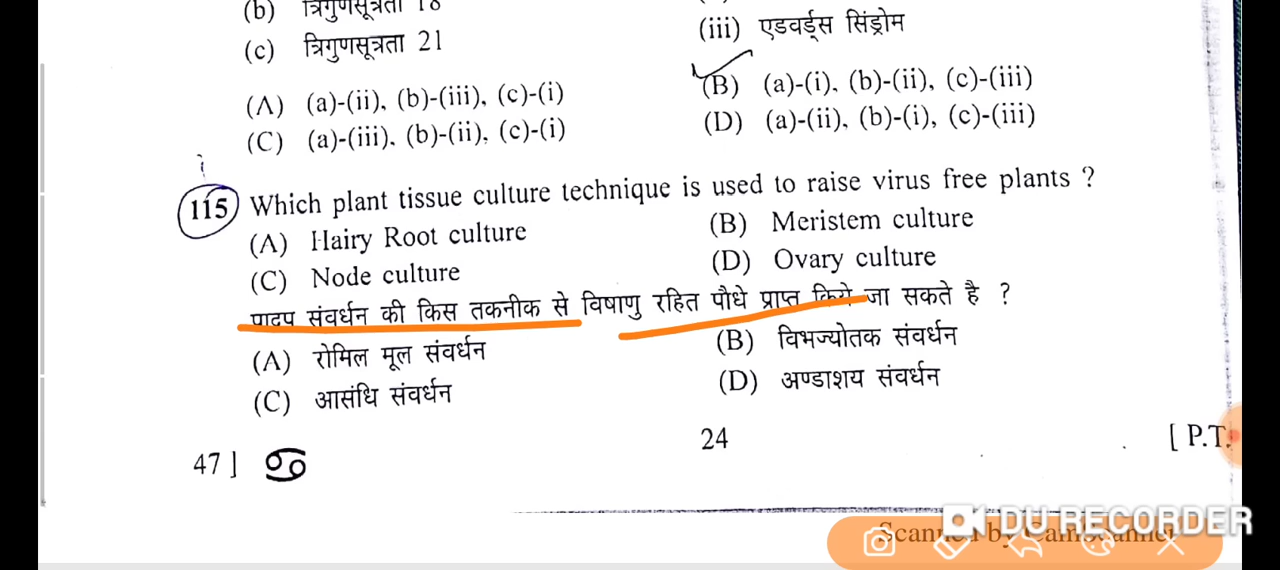 (b) त्रिगुणसूत्रता 18
(c) त्रिगुणसूत्रता 21
(iii) एडवर्ड्स सिंड्रोम
(A) (a)-(ii), (b)-(iii), (c)-(i)
(B) (a)-(i), (b)-(ii), (c)-(iii)
(C) (a)-(iii), (b)-(ii), (c)-(i)
(D) (a)-(ii), (b)-(i), (c)-(iii)
115 Which plant tissue culture technique is used to raise virus free plants ?
(A) Hairy Root culture
(B) Meristem culture
(C) Node culture
(D) Ovary culture
पादप संवर्धन की किस तकनीक से विषाणु रहित पौधे प्राप्त किये जा सकते है ?
(A) रोमिल मूल संवर्धन
(B) विभज्योतक संवर्धन
(C) आसंधि संवर्धन
(D) अण्डाशय संवर्धन
47 ]
24
[ P.T.
DU RECORDER
Scanned by CamScanner